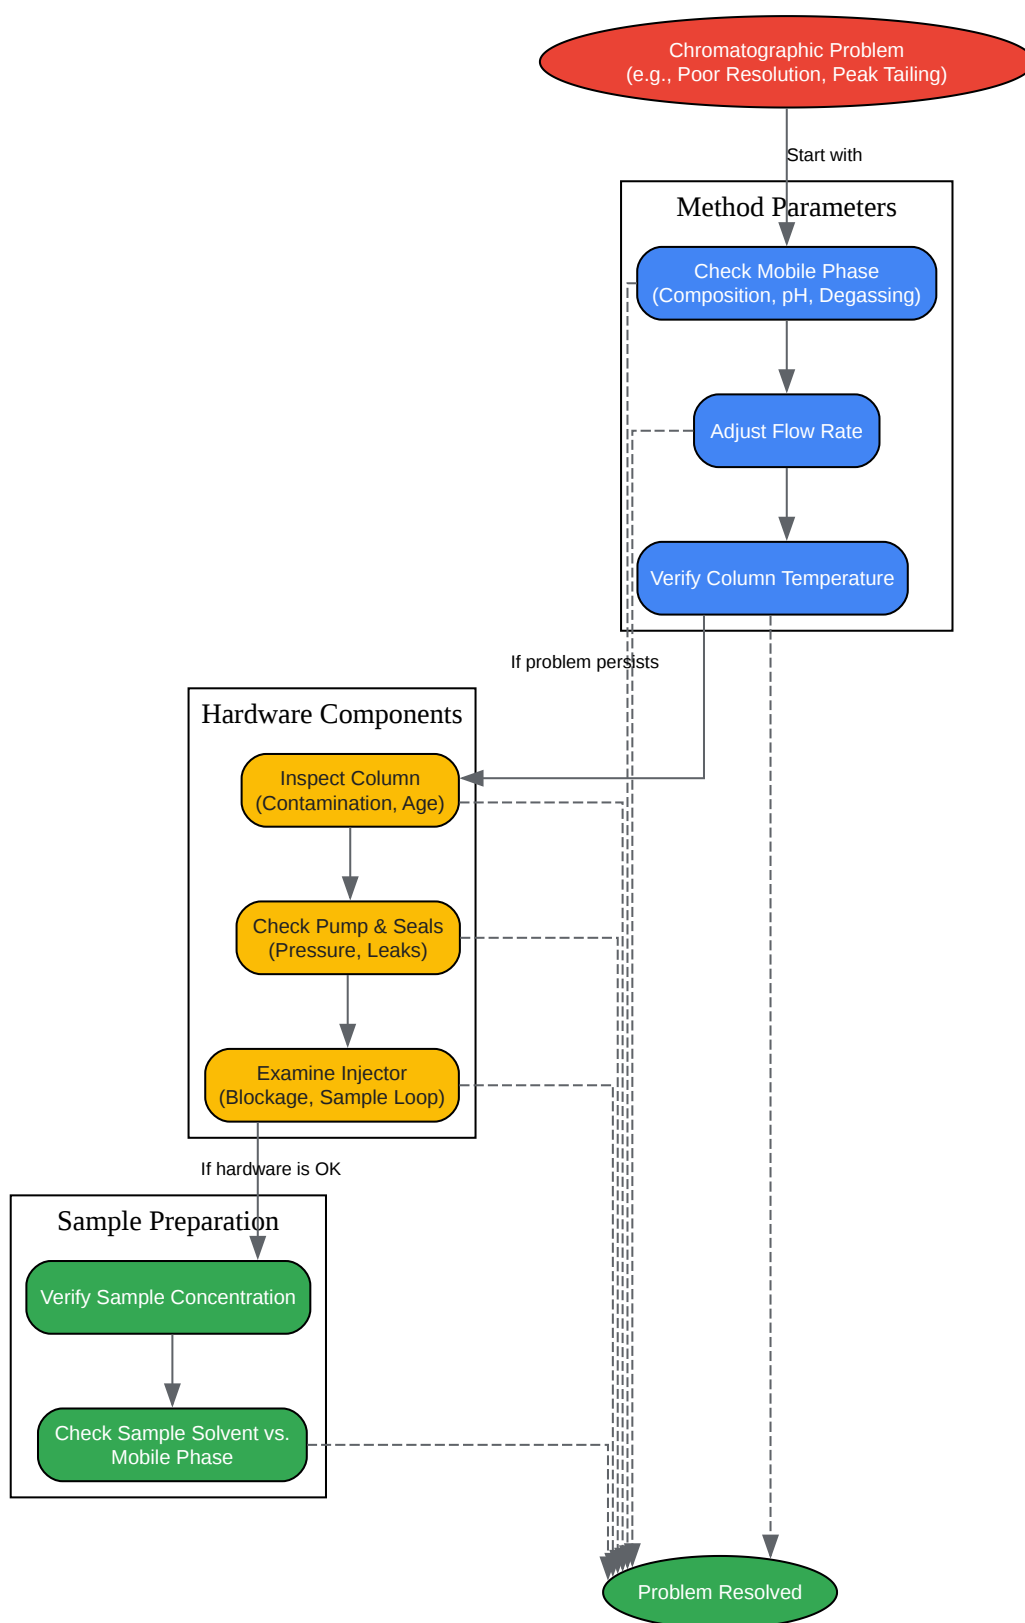 Chromatographic Problem
(e.g., Poor Resolution, Peak Tailing)
Start with
Method Parameters
Check Mobile Phase
(Composition, pH, Degassing)
Adjust Flow Rate
Verify Column Temperature
If problem persists
Hardware Components
Inspect Column
(Contamination, Age)
Check Pump & Seals
(Pressure, Leaks)
Examine Injector
(Blockage, Sample Loop)
If hardware is OK
Sample Preparation
Verify Sample Concentration
Check Sample Solvent vs.
Mobile Phase
Problem Resolved